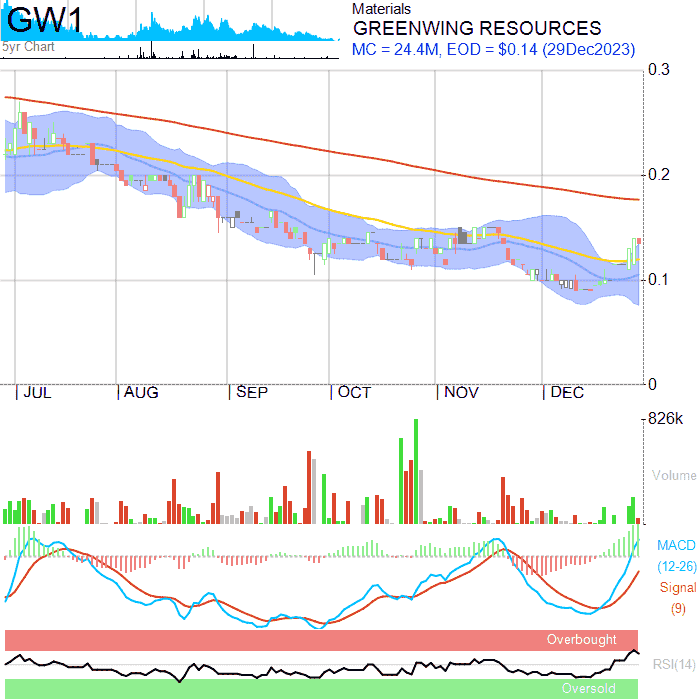 GW1
5yr Chart
Materials
GREENWING RESOURCES
MC = 24.4M, EOD = $0.14 (29Dec2023)
0.3
0.2
0.1
0
JUL AUG SEP OCT NOV DEC
826k
Volume
MACD
(12-26)
Signal
(9)
Overbought
RSI(14)
Oversold